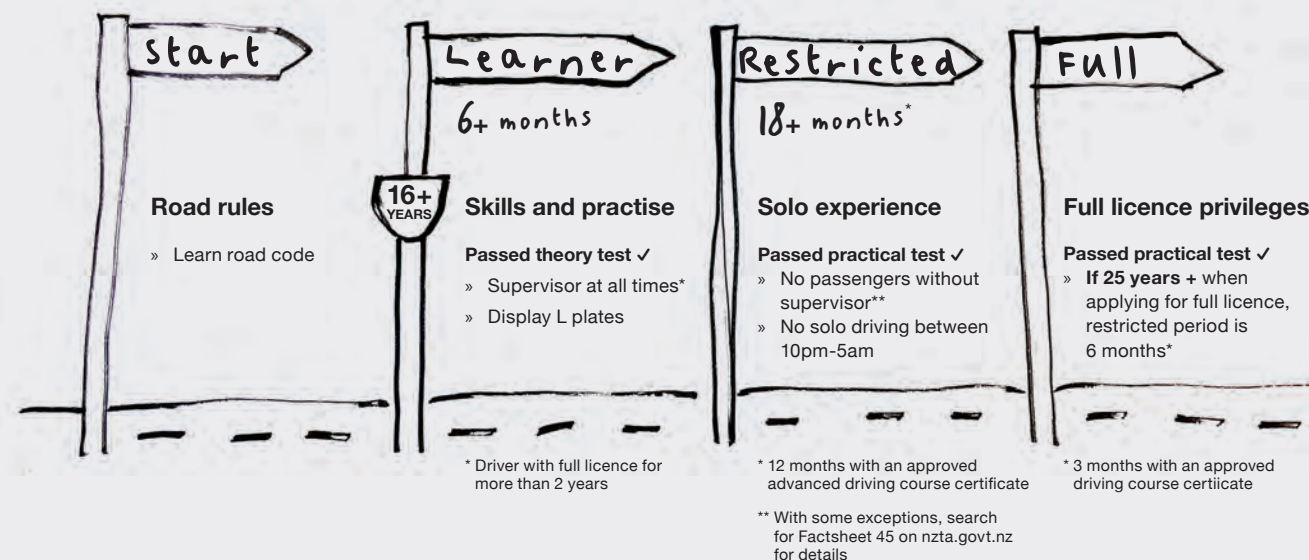 Start
Road rules
» Learn road code
Learner
6+ months
16+
YEARS
Skills and practise
Passed theory test ✓
» Supervisor at all times*
» Display L plates
* Driver with full licence for
more than 2 years
Restricted
18+ months*
Solo experience
Passed practical test ✓
» No passengers without
supervisor**
» No solo driving between
10pm-5am
* 12 months with an approved
advanced driving course certificate
** With some exceptions, search
for Factsheet 45 on nzta.govt.nz
for details
Full
Full licence privileges
Passed practical test ✓
» If 25 years + when
applying for full licence,
restricted period is
6 months*
* 3 months with an approved
driving course certiicate